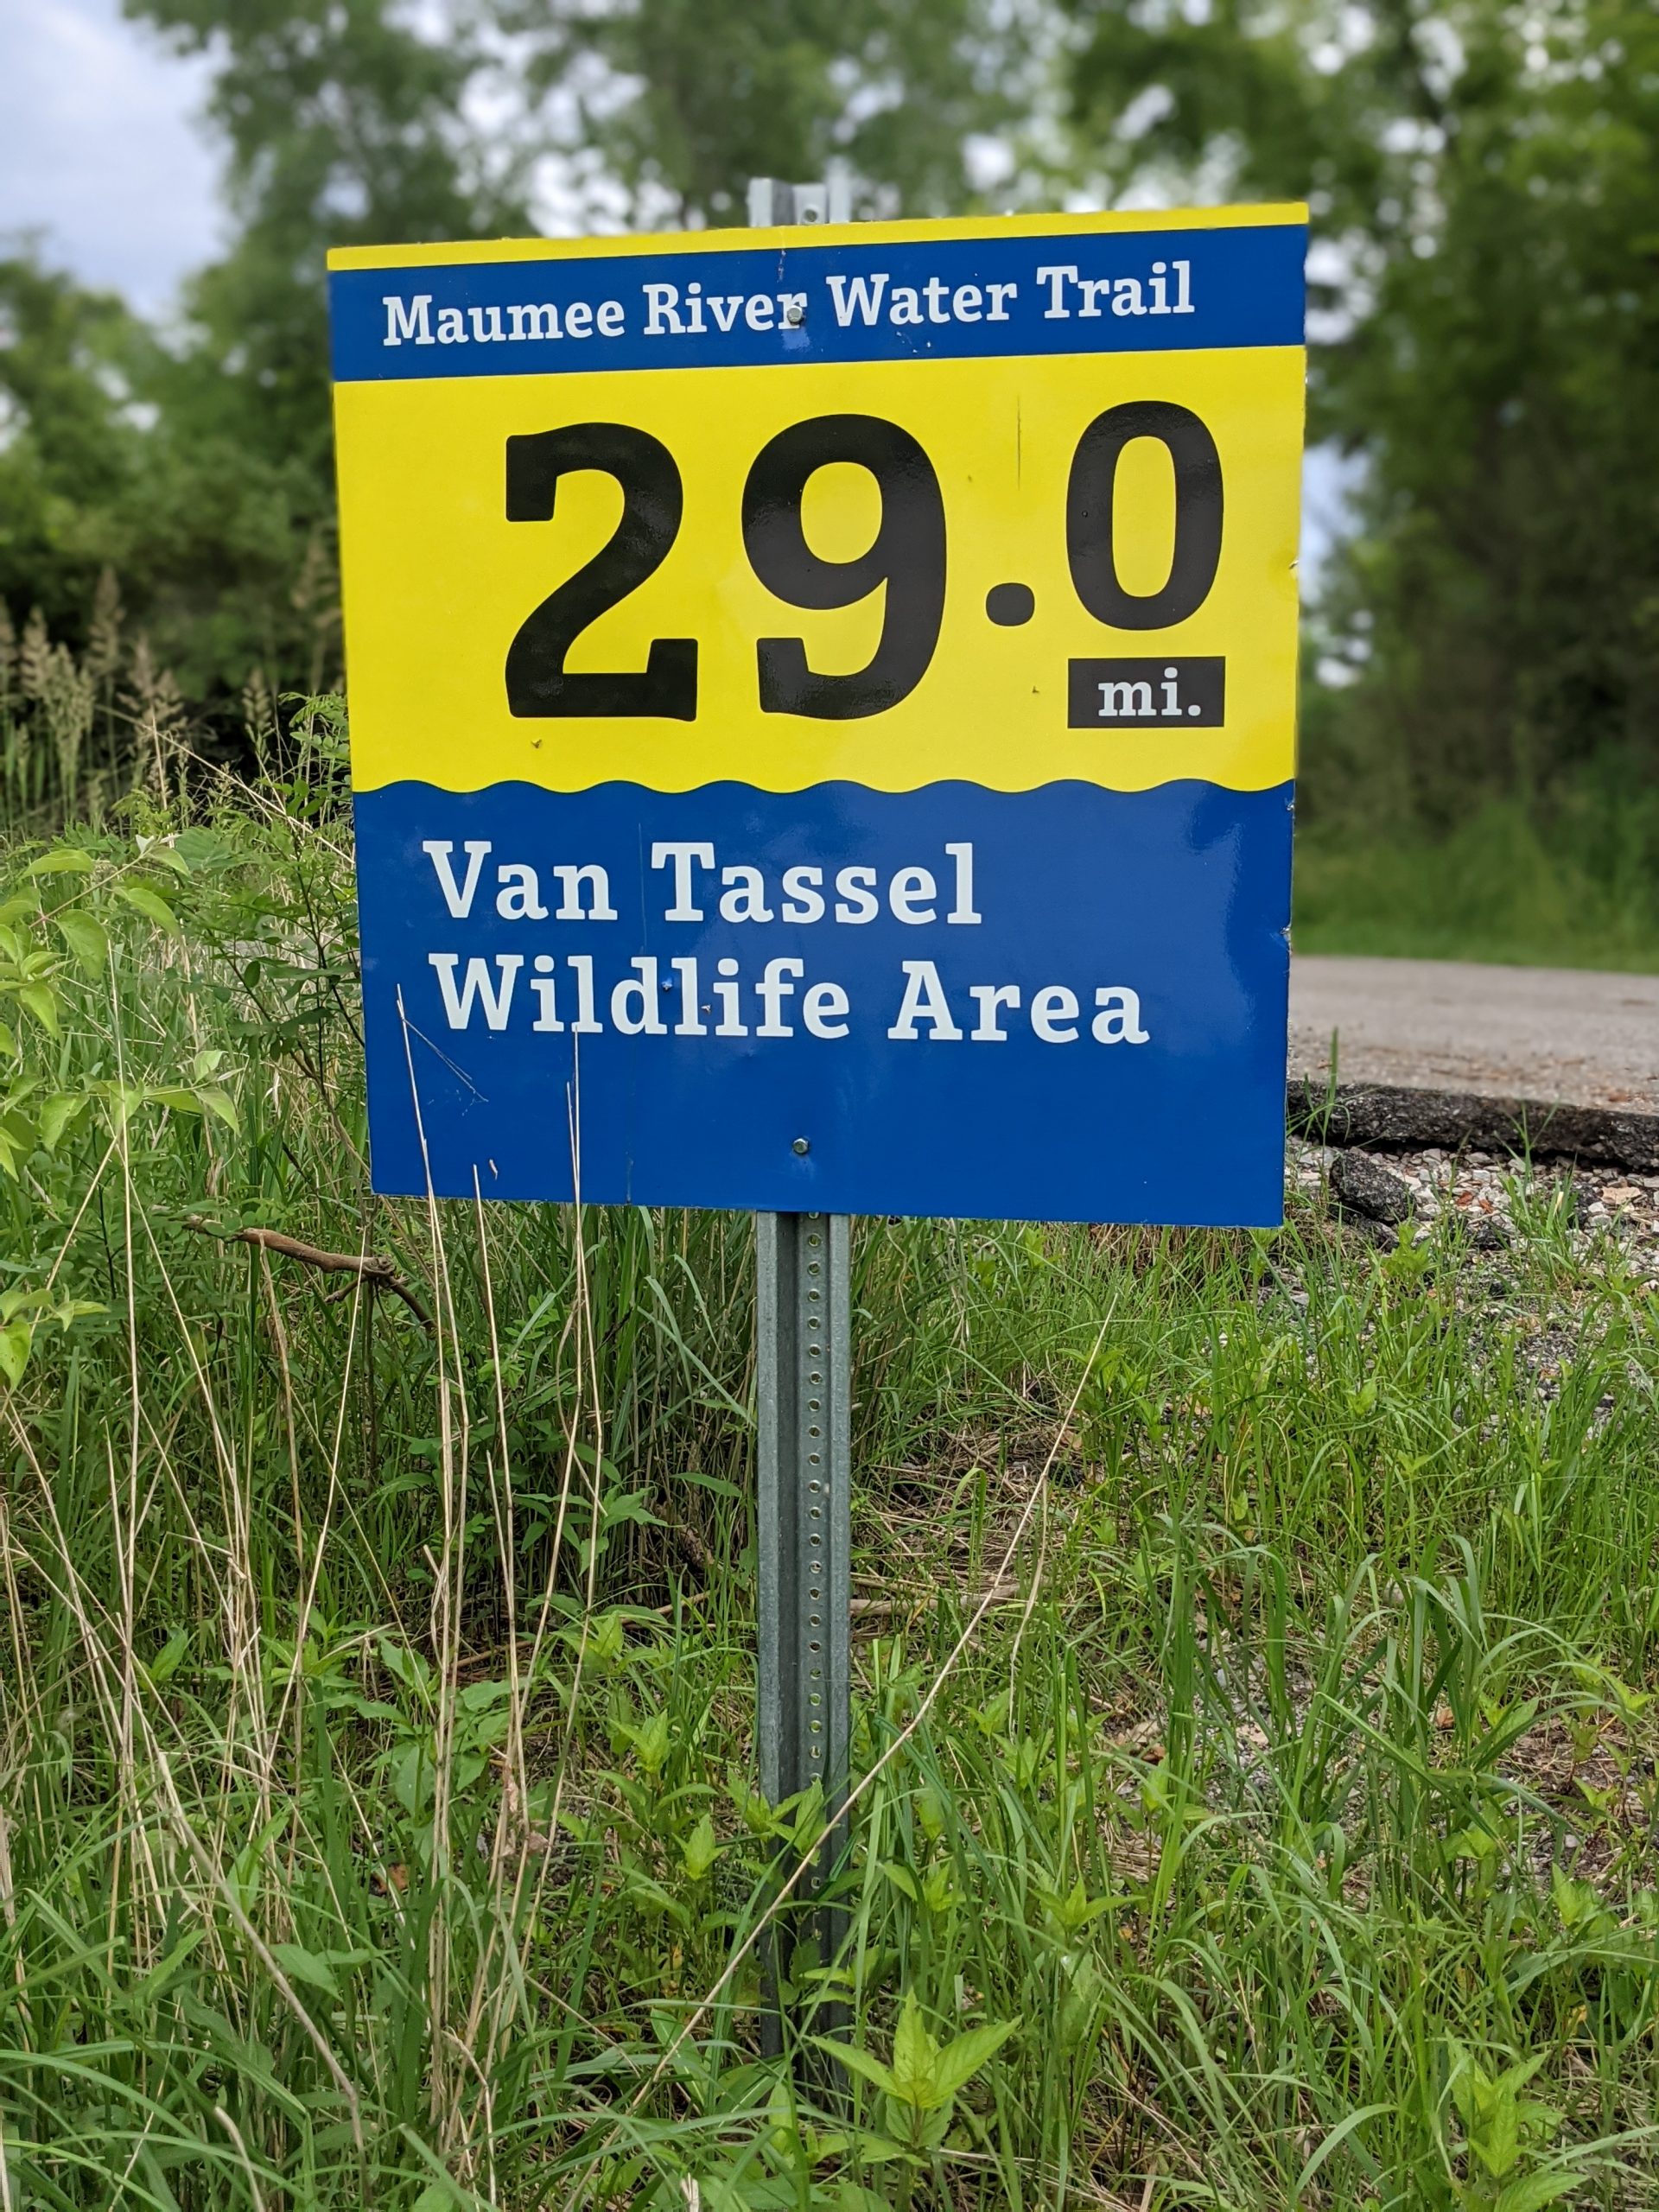 Maumee River Water Trail
29.0
mi.
Van Tassel
Wildlife Area